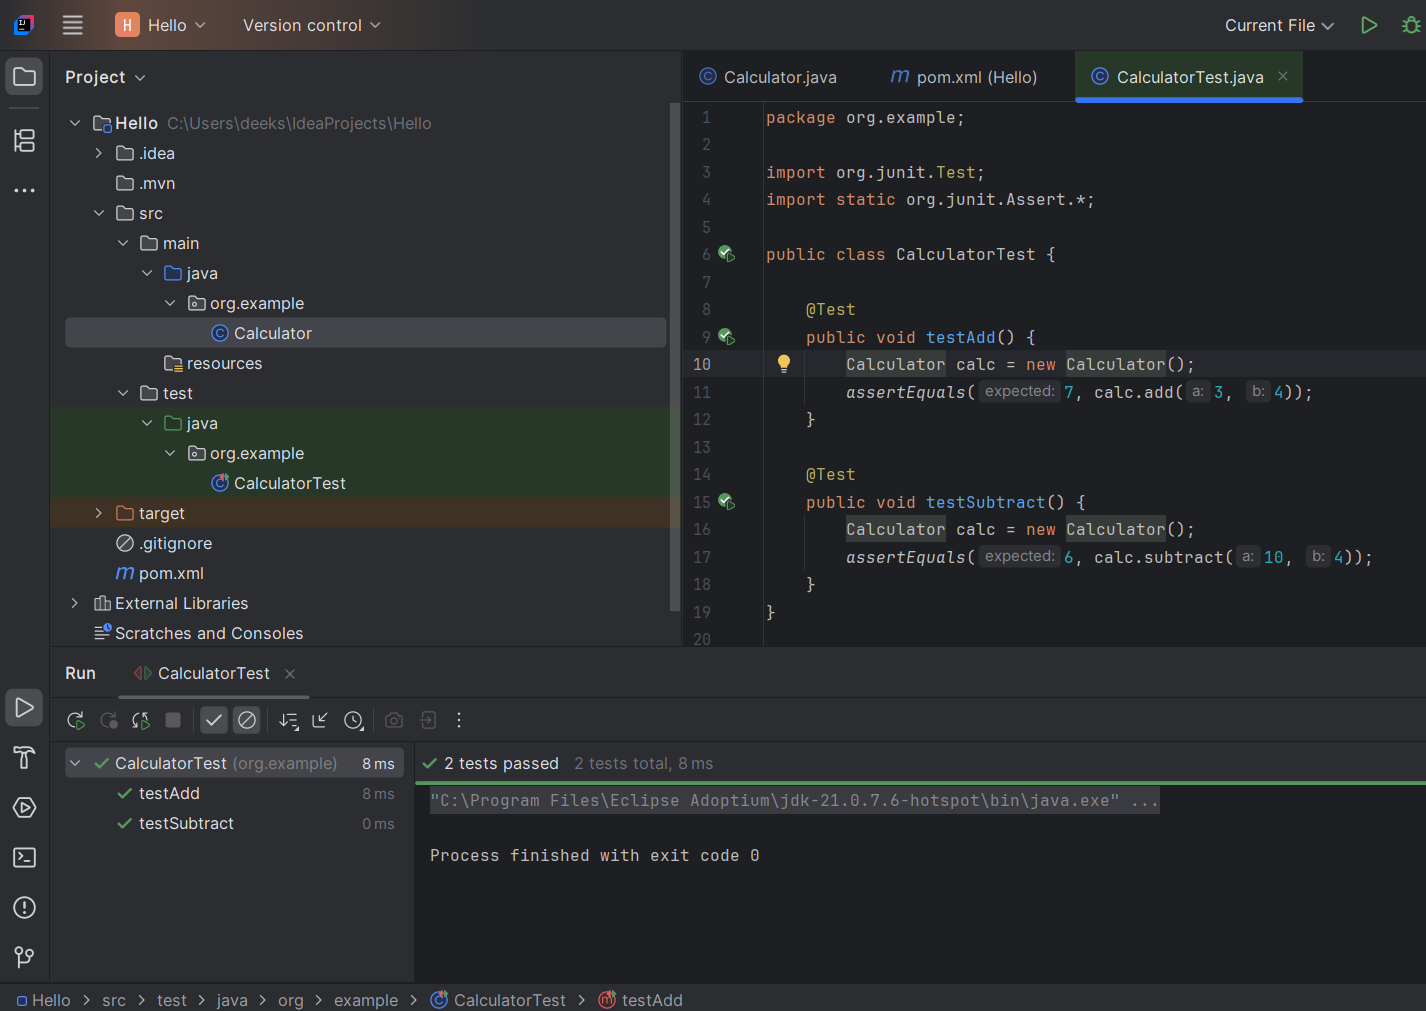 H Hello Version control Current File
Project
Calculator.java m pom.xml (Hello) CalculatorTest.java
Hello C:\Users\deeks\IdeaProjects\Hello
.idea
.mvn
src
main
java
org.example
Calculator
resources
test
java
org.example
CalculatorTest
target
.gitignore
m pom.xml
External Libraries
Scratches and Consoles
1 package org.example;
2
3 import org.junit.Test;
4 import static org.junit.Assert.*;
5
6 public class CalculatorTest {
7
8 @Test
9 public void testAdd() {
10 Calculator calc = new Calculator();
11 assertEquals( expected: 7, calc.add( a: 3, b: 4));
12 }
13
14 @Test
15 public void testSubtract() {
16 Calculator calc = new Calculator();
17 assertEquals( expected: 6, calc.subtract( a: 10, b: 4));
18 }
19 }
20
Run CalculatorTest
CalculatorTest (org.example) 8 ms
testAdd 8 ms
testSubtract 0 ms
2 tests passed 2 tests total, 8 ms
"C:\Program Files\Eclipse Adoptium\jdk-21.0.7.6-hotspot\bin\java.exe" ...
Process finished with exit code 0
Hello > src > test > java > org > example > CalculatorTest > testAdd